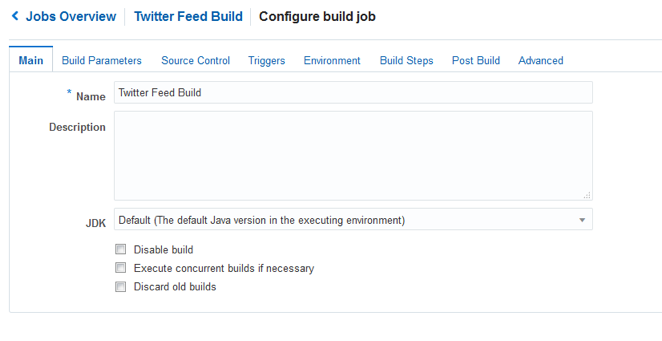 Jobs Overview Twitter Feed Build Configure build job
Main Build Parameters Source Control Triggers Environment Build Steps Post Build Advanced
* Name Twitter Feed Build
Description
JDK Default (The default Java version in the executing environment)
Disable build
Execute concurrent builds if necessary
Discard old builds